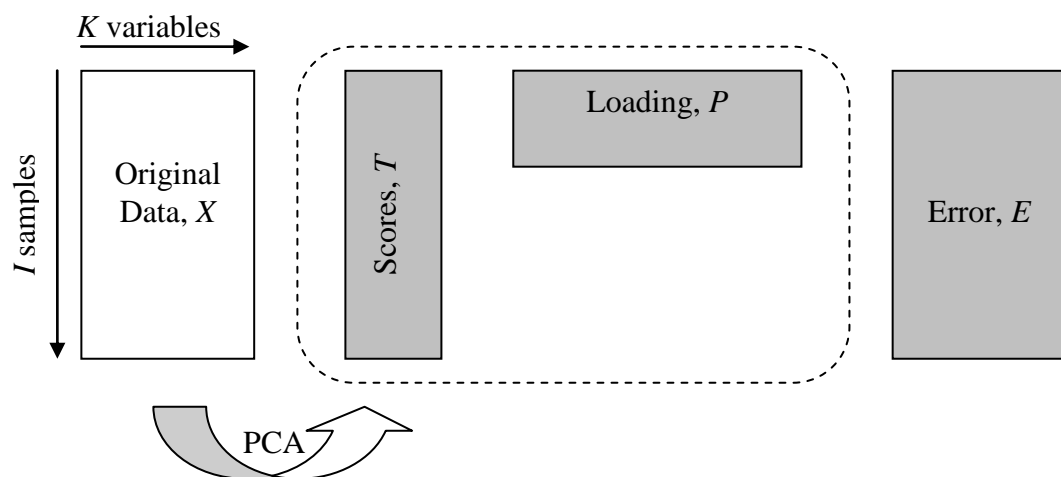 K variables
I samples
Original
Data, X
Scores, T
Loading, P
Error, E
PCA